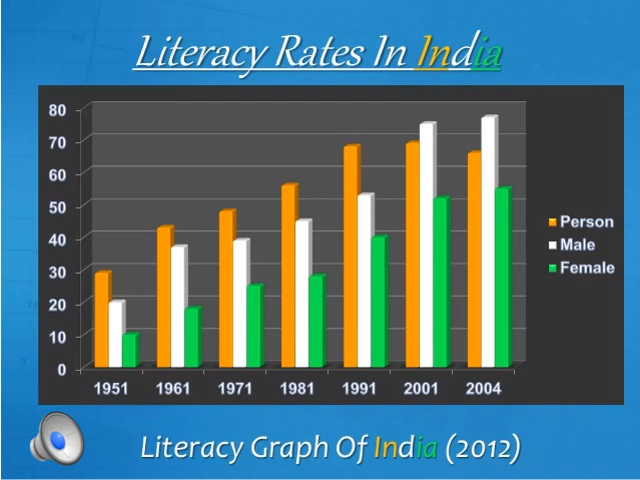 Literacy Rates In India
80
70
60
50
40
30
20
10
0
1951 1961 1971 1981 1991 2001 2004
Person
Male
Female
Literacy Graph Of India (2012)